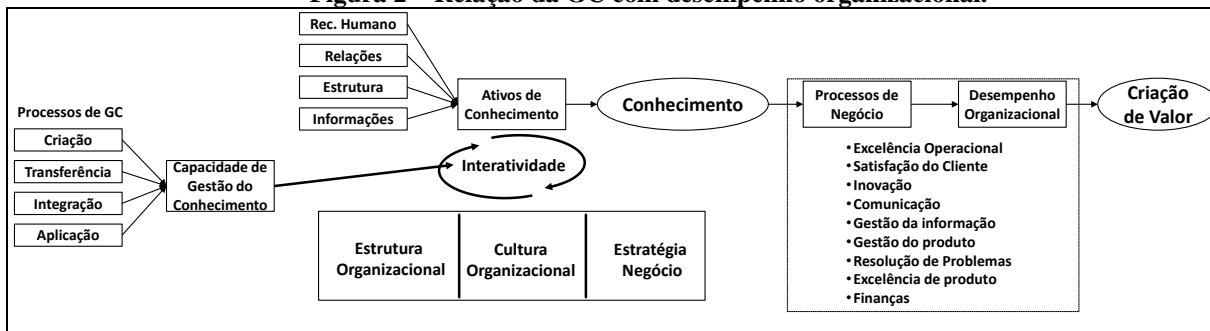 Figura 2 – Relação da GC com desempenho organizacional.
Rec. Humano
Relações
Estrutura
Informações
Processos de GC
Criação
Transferência
Integração
Aplicação
Capacidade de
Gestão do
Conhecimento
Ativos de
Conhecimento
Interatividade
Conhecimento
Processos de
Negócio
Desempenho
Organizacional
Criação
de Valor
•Excelência Operacional
•Satisfação do Cliente
•Inovação
•Comunicação
•Gestão da informação
•Gestão do produto
•Resolução de Problemas
•Excelência de produto
•Finanças
Estrutura
Organizacional
Cultura
Organizacional
Estratégia
Negócio